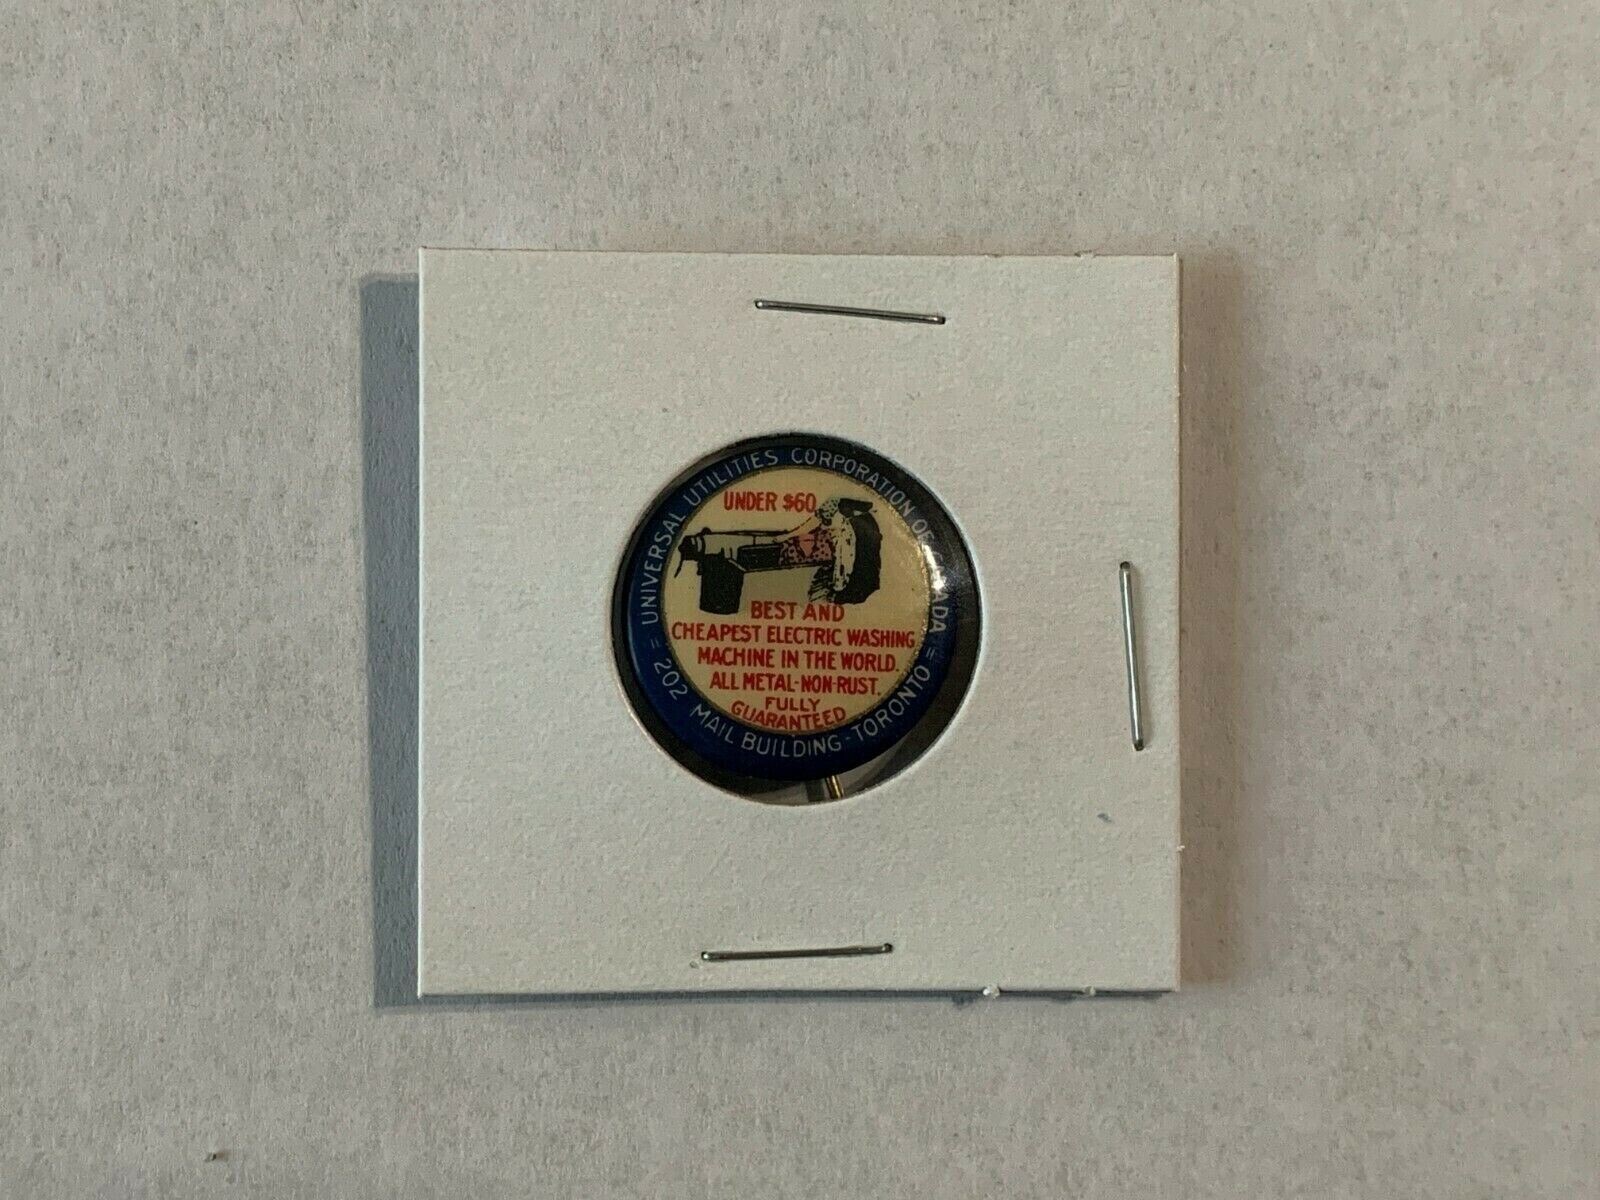 UNIVERSAL UTILITIES CORPORATION OF CANADA
UNDER $60
BEST AND
CHEAPEST ELECTRIC WASHING
MACHINE IN THE WORLD.
ALL METAL-NON-RUST.
FULLY
GUARANTEED
= 202 MAIL BUILDING - TORONTO =